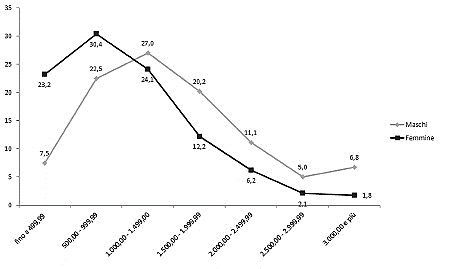 35
30
25
20
15
10
5
0
30,4
27,0
23,2
22,5
24,1
20,2
7,5
12,2
11,1
6,2
5,0
6,8
2,1
1,8
Maschi
Femmine
fino a 499,99
500,00 - 999,99
1.000,00 - 1.499,00
1.500,00 - 1.999,99
2.000,00 - 2.499,99
2.500,00 - 2.999,99
3.000,00 e più